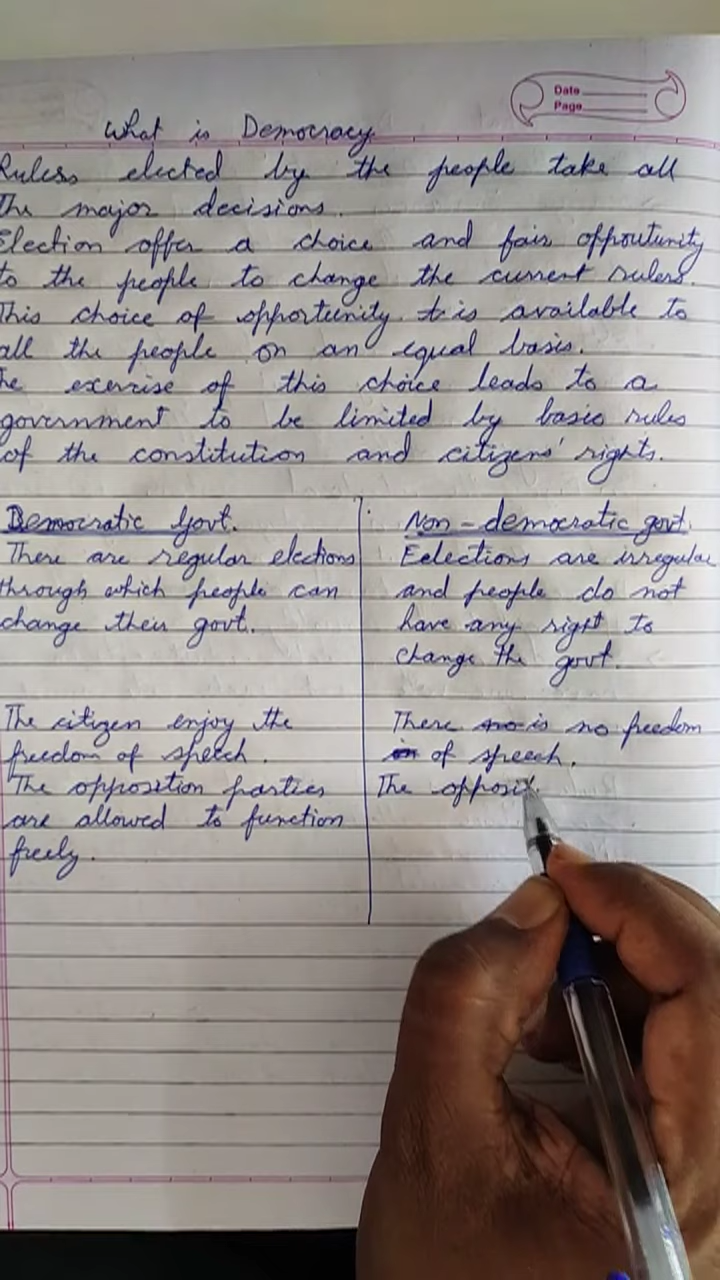 Date
Page
What is Democracy
Rulers elected by the people take all
The major decisions.
Election offer a choice and fair opportunity
to the people to change the current rulers.
This choice of opportunity is available to
all the people on an equal basis.
The exercise of this choice leads to a
government to be limited by basic rules
of the constitution and citizens' rights.
Democratic Govt.
There are regular elections
through which people can
change their govt.
The citizen enjoy the
freedom of speech.
The opposition parties
are allowed to function
freely.
Non-democratic govt.
Eelections are irregular
and people do not
have any right to
change the govt.
There is no freedom
of speech.
The opposit